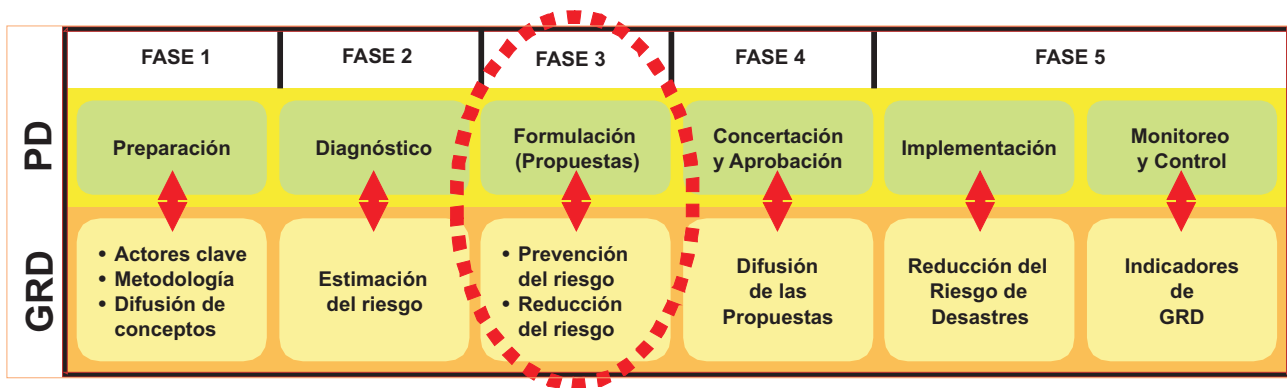 FASE 1
FASE 2
FASE 3
FASE 4
FASE 5
PD
Preparación
Diagnóstico
Formulación
(Propuestas)
Concertación
y Aprobación
Implementación
Monitoreo
y Control
GRD
• Actores clave
• Metodología
• Difusión de
conceptos
Estimación
del riesgo
• Prevención
del riesgo
• Reducción
del riesgo
Difusión
de las
Propuestas
Reducción del
Riesgo de
Desastres
Indicadores
de
GRD